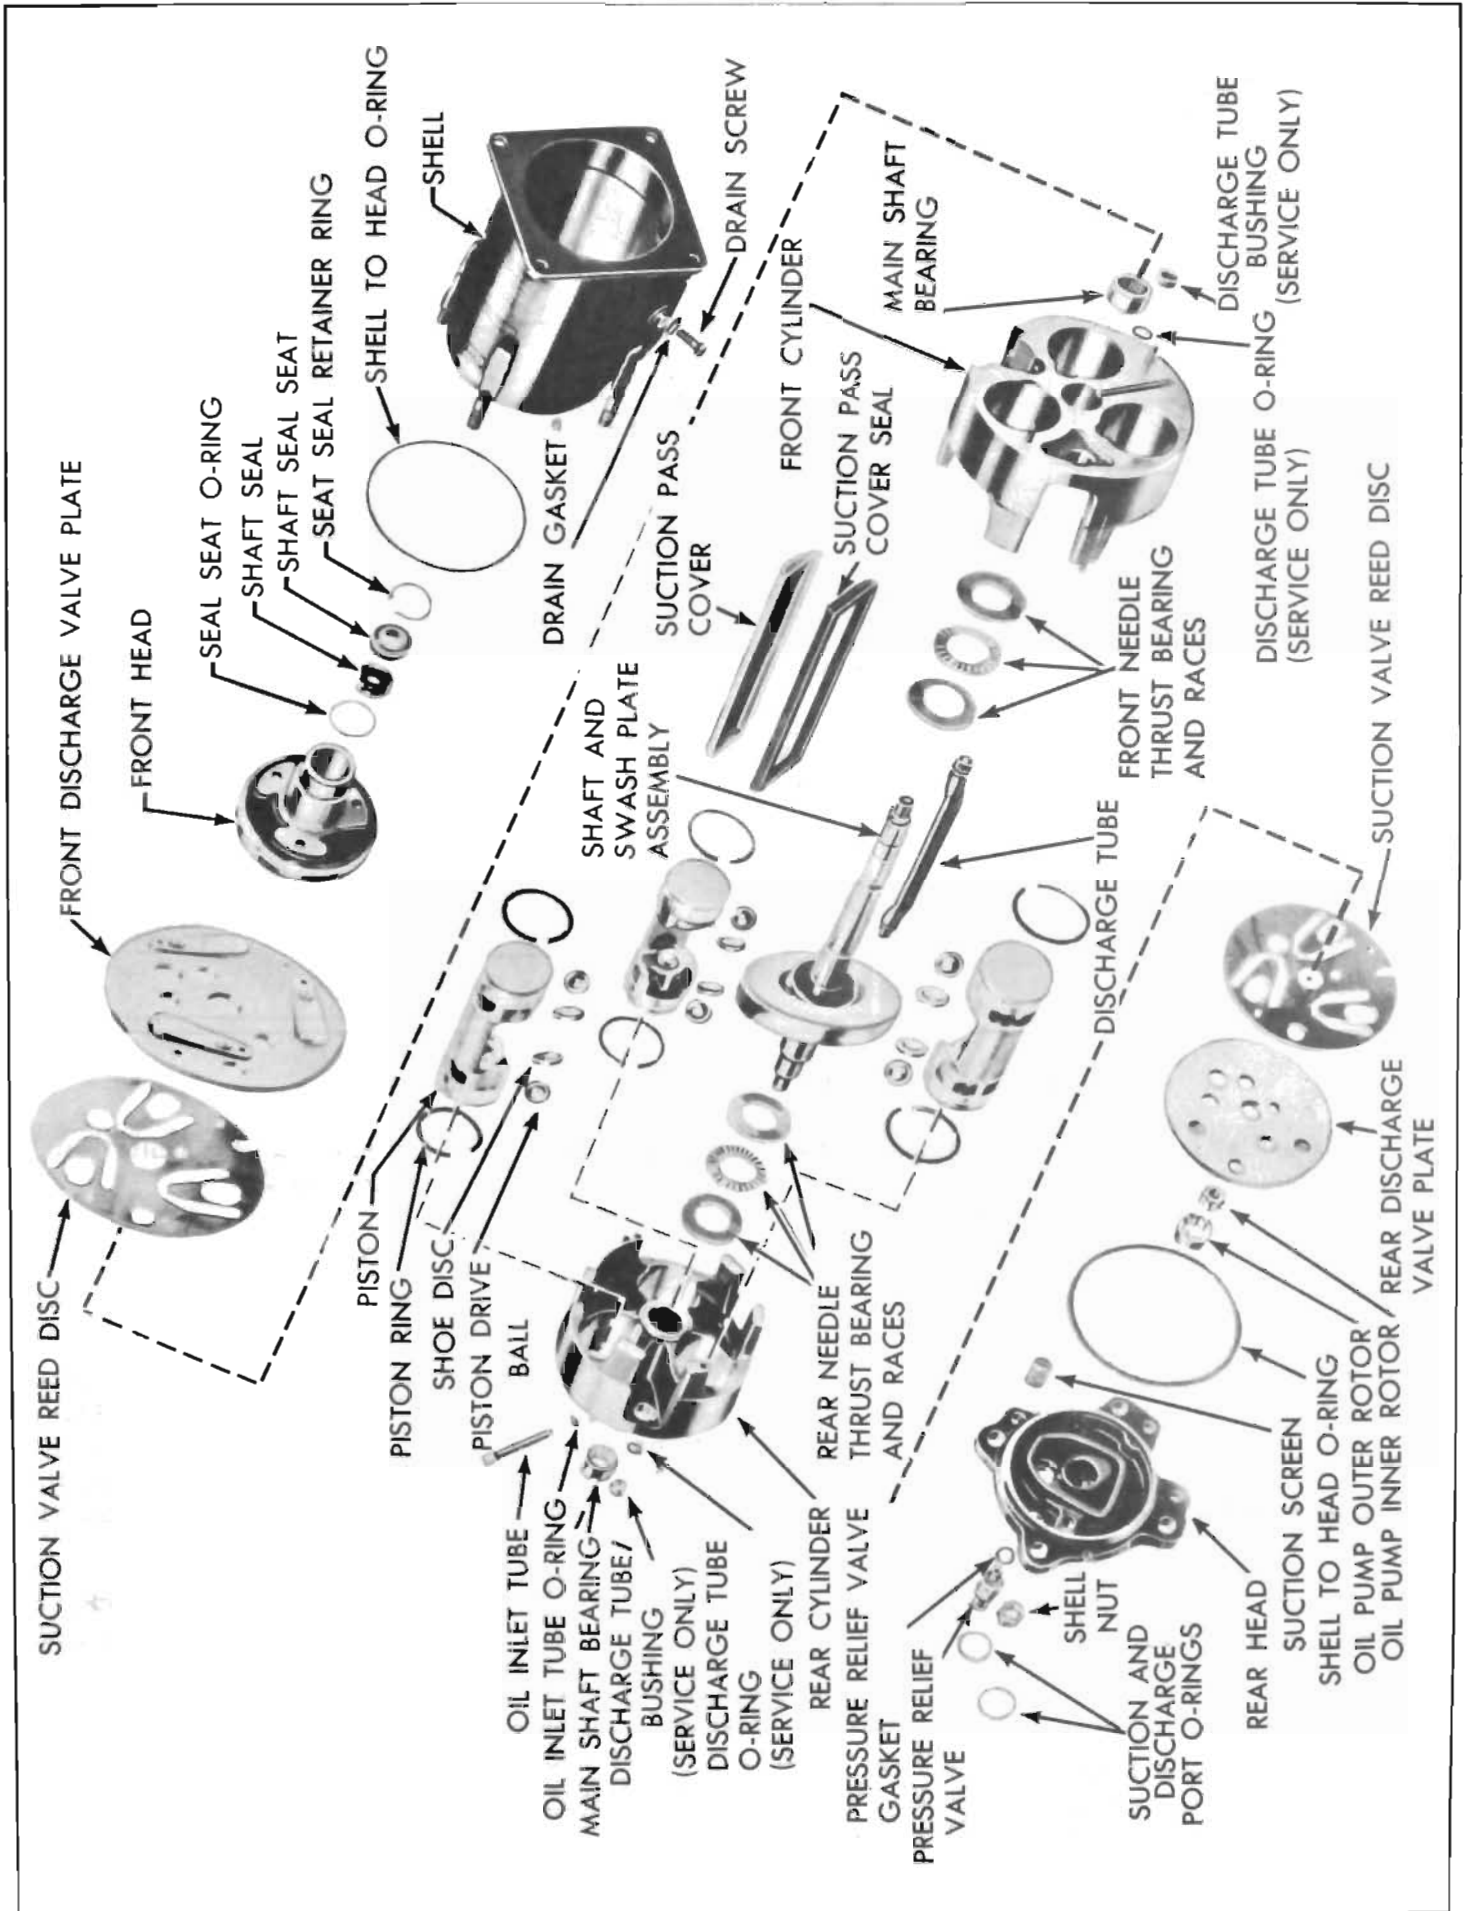 SUCTION VALVE REED DISC
FRONT DISCHARGE VALVE PLATE
FRONT HEAD
SEAL SEAT O-RING
SHAFT SEAL
SHAFT SEAL SEAT
SEAT SEAL RETAINER RING
SHELL TO HEAD O-RING
SHELL
DRAIN SCREW
DRAIN GASKET
PISTON
PISTON RING
SHOE DISC
PISTON DRIVE
BALL
SHAFT AND
SWASH PLATE
ASSEMBLY
SUCTION PASS
COVER
SUCTION PASS
COVER SEAL
FRONT CYLINDER
MAIN SHAFT
BEARING
DISCHARGE TUBE
BUSHING
(SERVICE ONLY)
DISCHARGE TUBE O-RING
(SERVICE ONLY)
FRONT NEEDLE
THRUST BEARING
AND RACES
DISCHARGE TUBE
OIL INLET TUBE
OIL INLET TUBE O-RING
MAIN SHAFT BEARING
DISCHARGE TUBE
BUSHING
(SERVICE ONLY)
DISCHARGE TUBE
O-RING
(SERVICE ONLY)
REAR CYLINDER
REAR NEEDLE
THRUST BEARING
AND RACES
PRESSURE RELIEF VALVE
GASKET
PRESSURE RELIEF
VALVE
SHELL
NUT
SUCTION AND
DISCHARGE
PORT O-RINGS
REAR HEAD
SUCTION SCREEN
SHELL TO HEAD O-RING
OIL PUMP OUTER ROTOR
OIL PUMP INNER ROTOR
REAR DISCHARGE
VALVE PLATE
SUCTION VALVE REED DISC